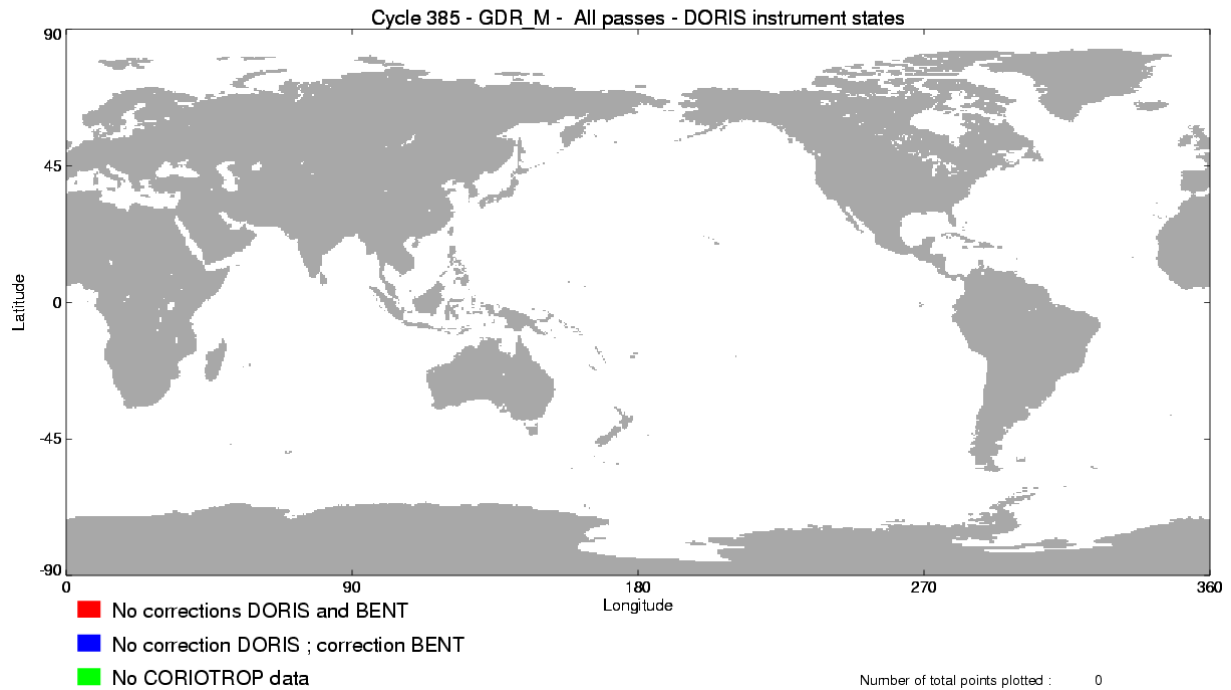 Cycle 385 - GDR_M - All passes - DORIS instrument states
90
45
0
-45
-90
Latitude
0 90 180 270 360
Longitude
No corrections DORIS and BENT
No correction DORIS ; correction BENT
No CORIOTROP data
Number of total points plotted : 0